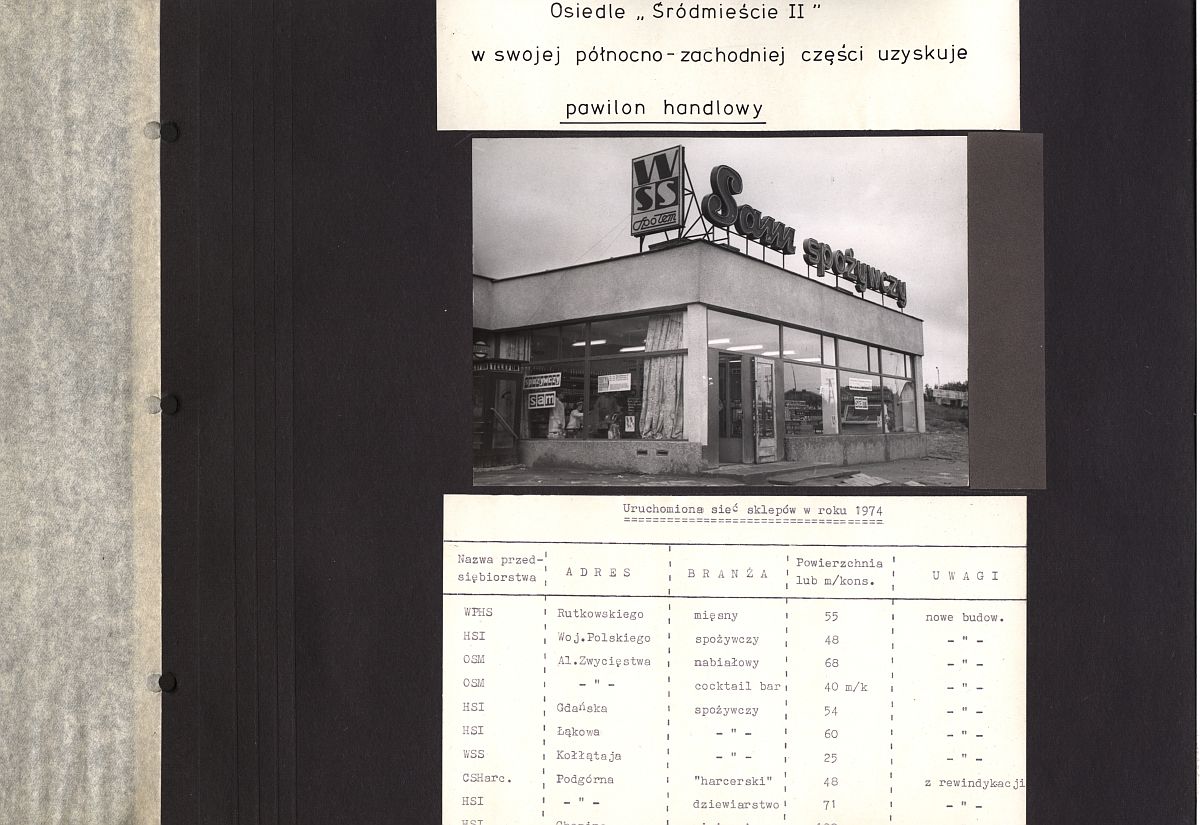 Osiedle „Śródmieście II”
w swojej północno-zachodniej części uzyskuje
pawilon handlowy
WSS
Społem
Sam spożywczy
spożywczy
sam
sam
Uruchomiona sieć sklepów w roku 1974
Nazwa przed-siębiorstwa ADRES BRANŻA Powierzchnia lub m/kons. UWAGI
WPHS Rutkowskiego mięsny 55 nowe budow.
HSI Woj.Polskiego spożywczy 48 - " -
OSM Al.Zwycięstwa nabiałowy 68 - " -
OSM - " - cocktail bar 40 m/k - " -
HSI Gdańska spożywczy 54 - " -
HSI Łąkowa - " - 60 - " -
WSS Kołłątaja - " - 25 - " -
CSHarc. Podgórna "harcerski" 48 z rewindykacji
HSI - " - dziewiarstwo 71 - " -
HSI